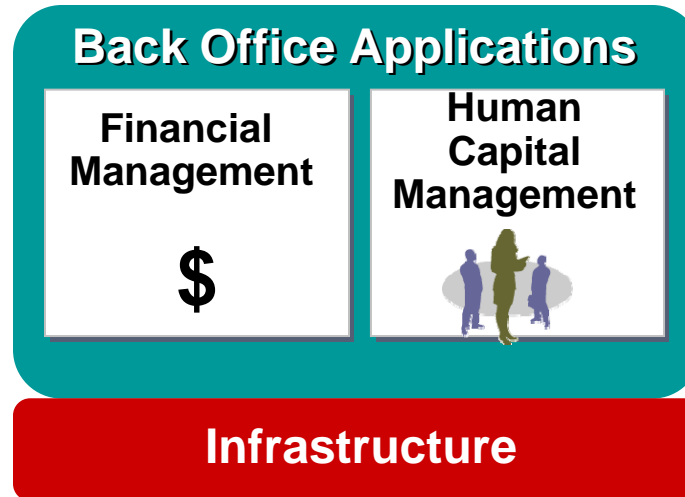 Back Office Applications
Financial
Management
$
Human
Capital
Management
Infrastructure